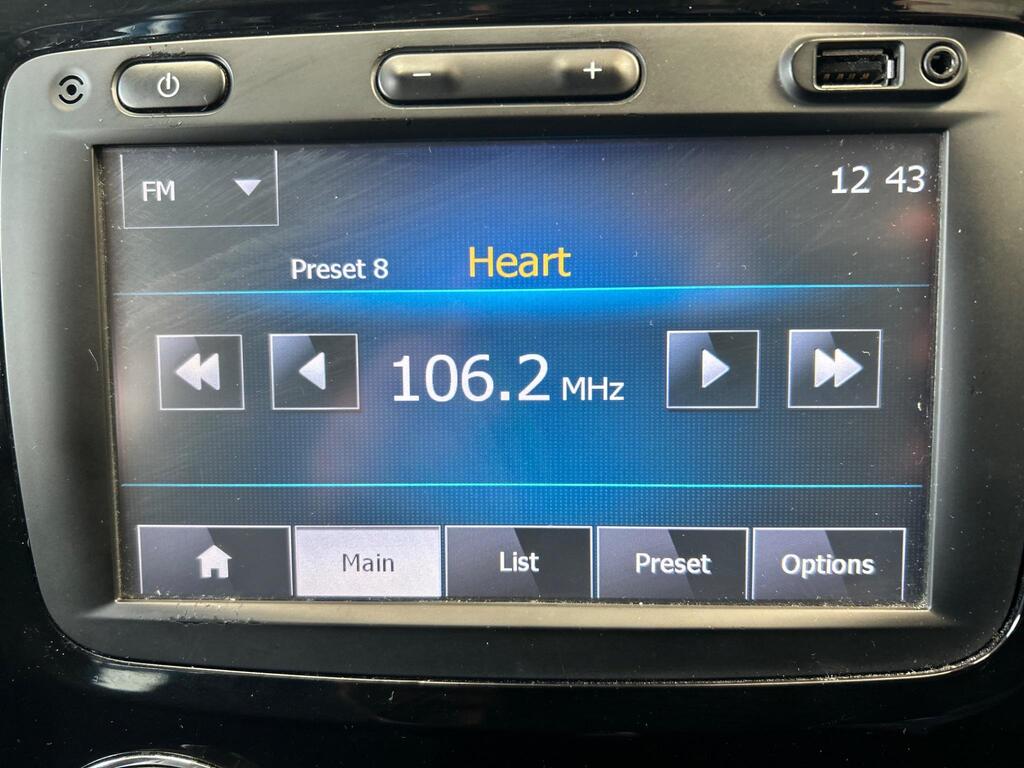 − +
FM
12 43
Preset 8 Heart
106.2 MHz
Main List Preset Options